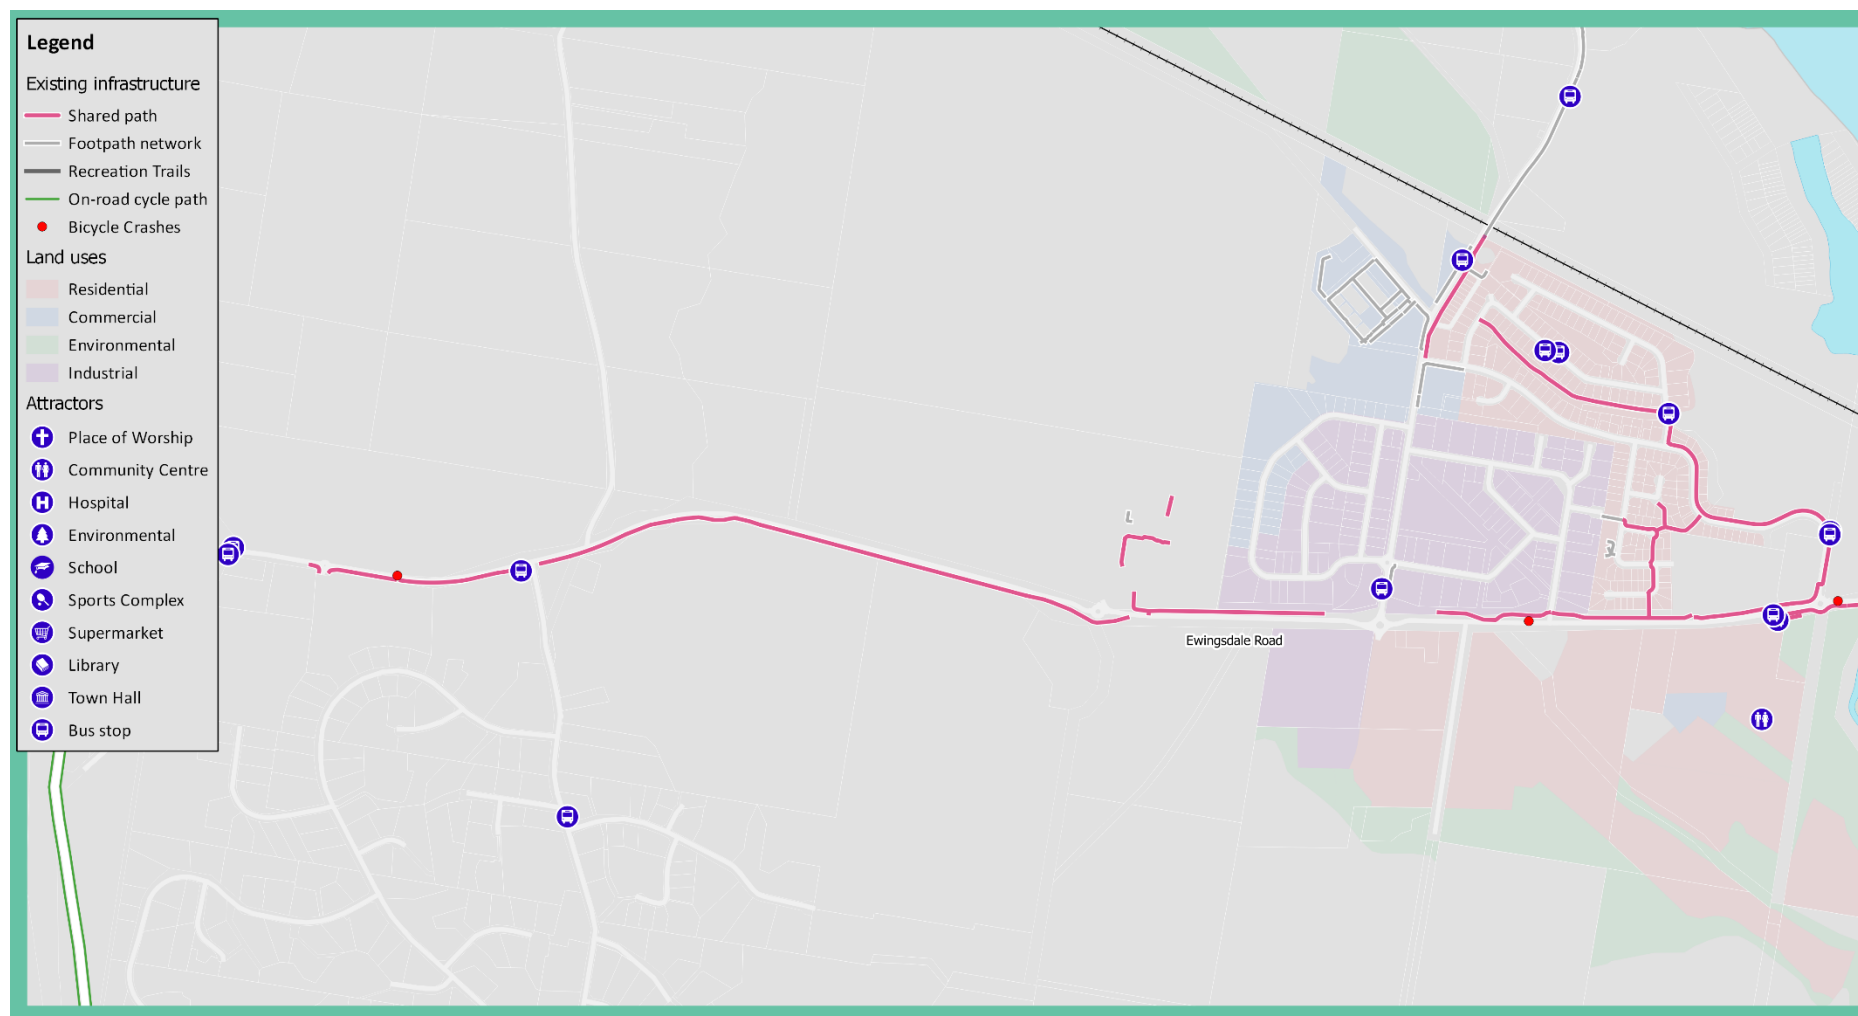 Legend
Existing infrastructure
Shared path
Footpath network
Recreation Trails
On-road cycle path
Bicycle Crashes
Land uses
Residential
Commercial
Environmental
Industrial
Attractors
Place of Worship
Community Centre
Hospital
Environmental
School
Sports Complex
Supermarket
Library
Town Hall
Bus stop
Ewingsdale Road